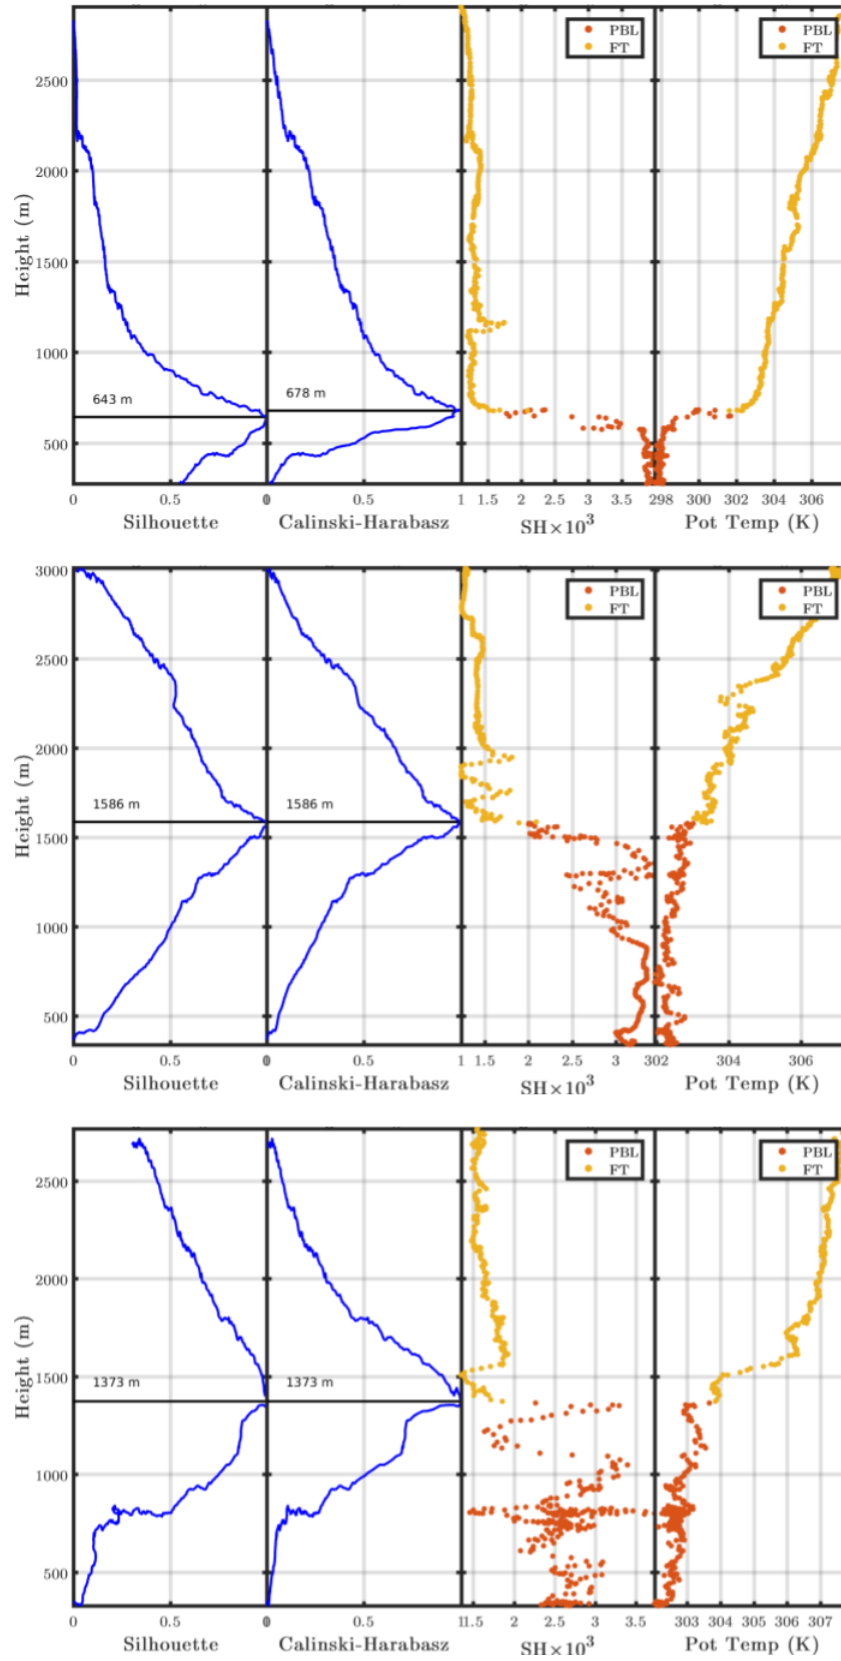 PBL
FT
PBL
FT
2500
2000
1500
1000
500
Height (m)
643 m
678 m
0
0.5
0
0.5
1
1.5
2
2.5
3
3.5
298
300
302
304
306
Silhouette
Calinski-Harabasz
SH×10³
Pot Temp (K)
3000
PBL
FT
PBL
FT
2500
2000
1500
1000
500
Height (m)
1586 m
1586 m
0
0.5
0
0.5
1
1.5
2
2.5
3
302
304
306
Silhouette
Calinski-Harabasz
SH×10³
Pot Temp (K)
PBL
FT
PBL
FT
2500
2000
1500
1000
500
Height (m)
1373 m
1373 m
0
0.5
0
0.5
1
1.5
2
2.5
3
3.5
303
304
305
306
307
Silhouette
Calinski-Harabasz
SH×10³
Pot Temp (K)